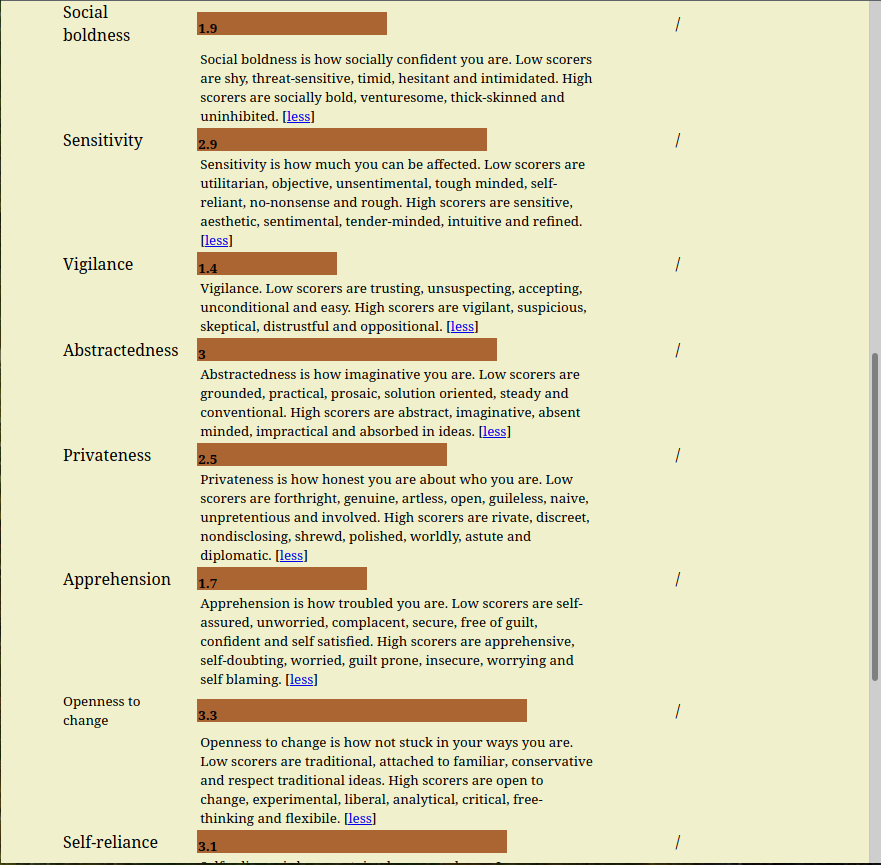 Social
boldness
1.9
/
Social boldness is how socially confident you are. Low scorers
are shy, threat-sensitive, timid, hesitant and intimidated. High
scorers are socially bold, venturesome, thick-skinned and
uninhibited. [less]
Sensitivity
2.9
/
Sensitivity is how much you can be affected. Low scorers are
utilitarian, objective, unsentimental, tough minded, self-
reliant, no-nonsense and rough. High scorers are sensitive,
aesthetic, sentimental, tender-minded, intuitive and refined.
[less]
Vigilance
1.4
/
Vigilance. Low scorers are trusting, unsuspecting, accepting,
unconditional and easy. High scorers are vigilant, suspicious,
skeptical, distrustful and oppositional. [less]
Abstractedness
3
/
Abstractedness is how imaginative you are. Low scorers are
grounded, practical, prosaic, solution oriented, steady and
conventional. High scorers are abstract, imaginative, absent
minded, impractical and absorbed in ideas. [less]
Privateness
2.5
/
Privateness is how honest you are about who you are. Low
scorers are forthright, genuine, artless, open, guileless, naive,
unpretentious and involved. High scorers are rivate, discreet,
nondisclosing, shrewd, polished, worldly, astute and
diplomatic. [less]
Apprehension
1.7
/
Apprehension is how troubled you are. Low scorers are self-
assured, unworried, complacent, secure, free of guilt,
confident and self satisfied. High scorers are apprehensive,
self-doubting, worried, guilt prone, insecure, worrying and
self blaming. [less]
Openness to
change
3.3
/
Openness to change is how not stuck in your ways you are.
Low scorers are traditional, attached to familiar, conservative
and respect traditional ideas. High scorers are open to
change, experimental, liberal, analytical, critical, free-
thinking and flexibile. [less]
Self-reliance
3.1
/